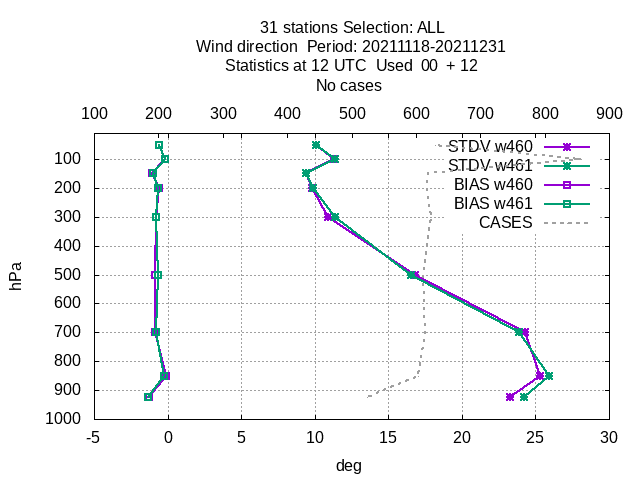 31 stations Selection: ALL
Wind direction  Period: 20211118-20211231
Statistics at 12 UTC  Used  00  + 12
No cases
100 200 300 400 500 600 700 800 900
STDV w460
STDV w461
BIAS w460
BIAS w461
CASES
100
200
300
400
500
600
700
800
900
1000
hPa
-5 0 5 10 15 20 25 30
deg